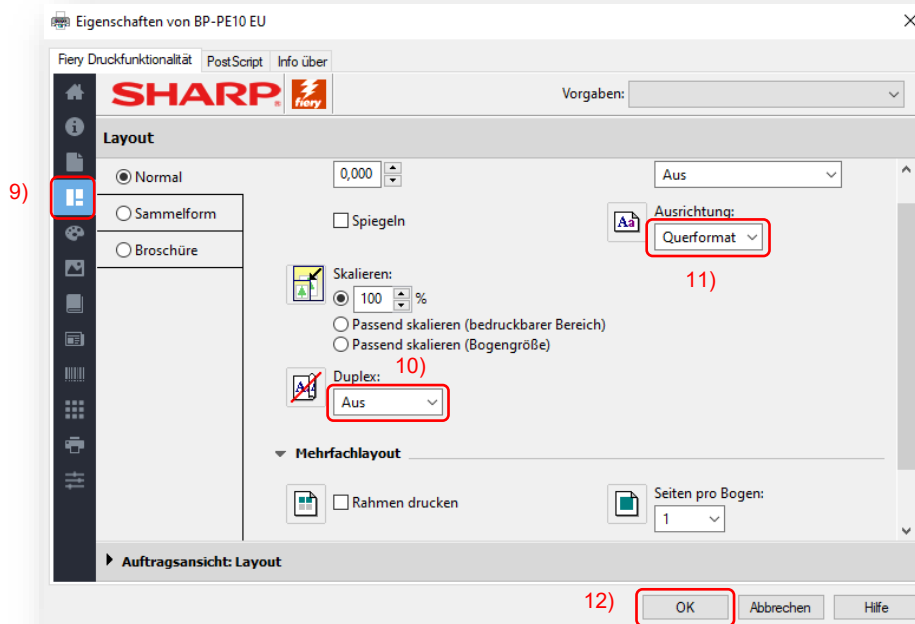 Eigenschaften von BP-PE10 EU
Fiery Druckfunktionalität PostScript Info über
SHARP. fiery Vorgaben:
Layout
9)
Normal 0,000 Aus
Sammelform Spiegeln Ausrichtung:
Aa Querformat
Broschüre
11)
Skalieren:
100 %
Passend skalieren (bedruckbarer Bereich)
Passend skalieren (Bogengröße)
10)
Duplex:
Aus
Mehrfachlayout
Rahmen drucken Seiten pro Bogen:
1
Auftragsansicht: Layout
12) OK Abbrechen Hilfe